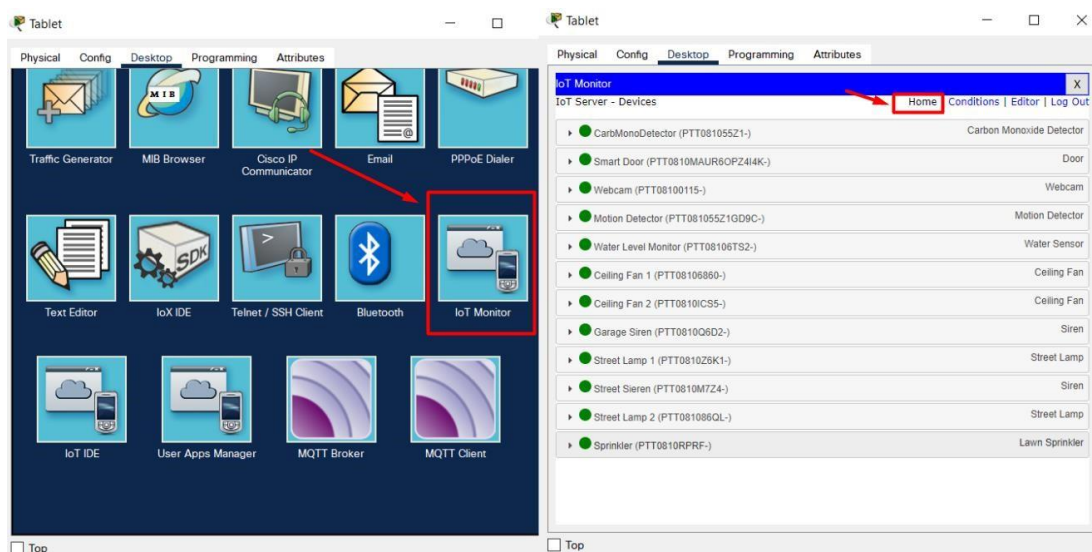 Tablet
Physical Config Desktop Programming Attributes
MIB
Traffic Generator MIB Browser Cisco IP Communicator Email PPPoE Dialer
SDK
Text Editor IoX IDE Telnet / SSH Client Bluetooth IoT Monitor
IoT IDE User Apps Manager MQTT Broker MQTT Client
Top
Tablet
Physical Config Desktop Programming Attributes
IoT Monitor X
IoT Server - Devices Home Conditions | Editor | Log Out
CarbMonoDetector (PTT081055Z1-) Carbon Monoxide Detector
Smart Door (PTT0810MAUR6OPZ4I4K-) Door
Webcam (PTT08100115-) Webcam
Motion Detector (PTT081055Z1GD9C-) Motion Detector
Water Level Monitor (PTT08106TS2-) Water Sensor
Ceiling Fan 1 (PTT08106860-) Ceiling Fan
Ceiling Fan 2 (PTT0810ICS5-) Ceiling Fan
Garage Siren (PTT0810Q6D2-) Siren
Street Lamp 1 (PTT0810Z6K1-) Street Lamp
Street Sieren (PTT0810M7Z4-) Siren
Street Lamp 2 (PTT081086QL-) Street Lamp
Sprinkler (PTT0810RPRF-) Lawn Sprinkler
Top